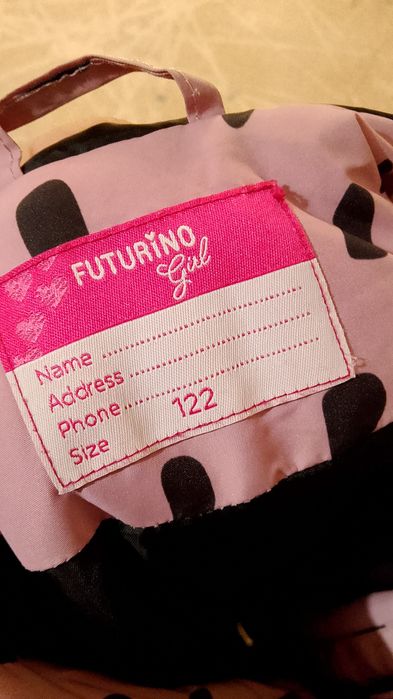 FUTURiNO
Girl
Name ........................................
Address ........................................
Phone ........................................
Size 122